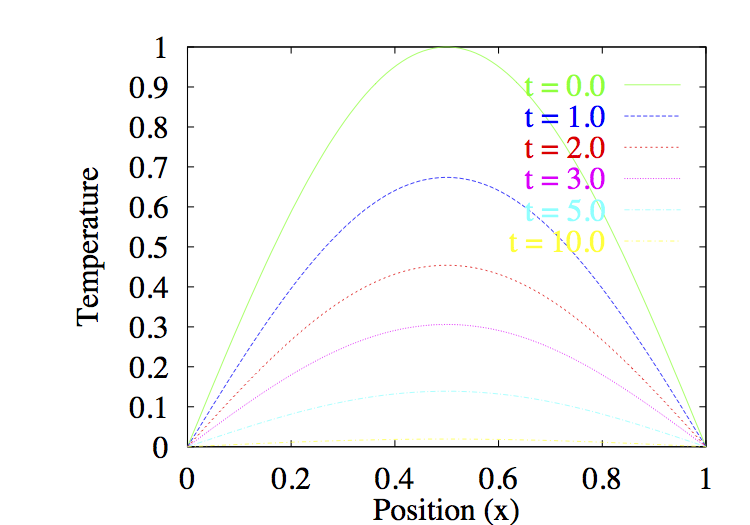 1
0.9
0.8
0.7
0.6
0.5
0.4
0.3
0.2
0.1
0
Temperature
t = 0.0
t = 1.0
t = 2.0
t = 3.0
t = 5.0
t = 10.0
0 0.2 0.4 0.6 0.8 1
Position (x)